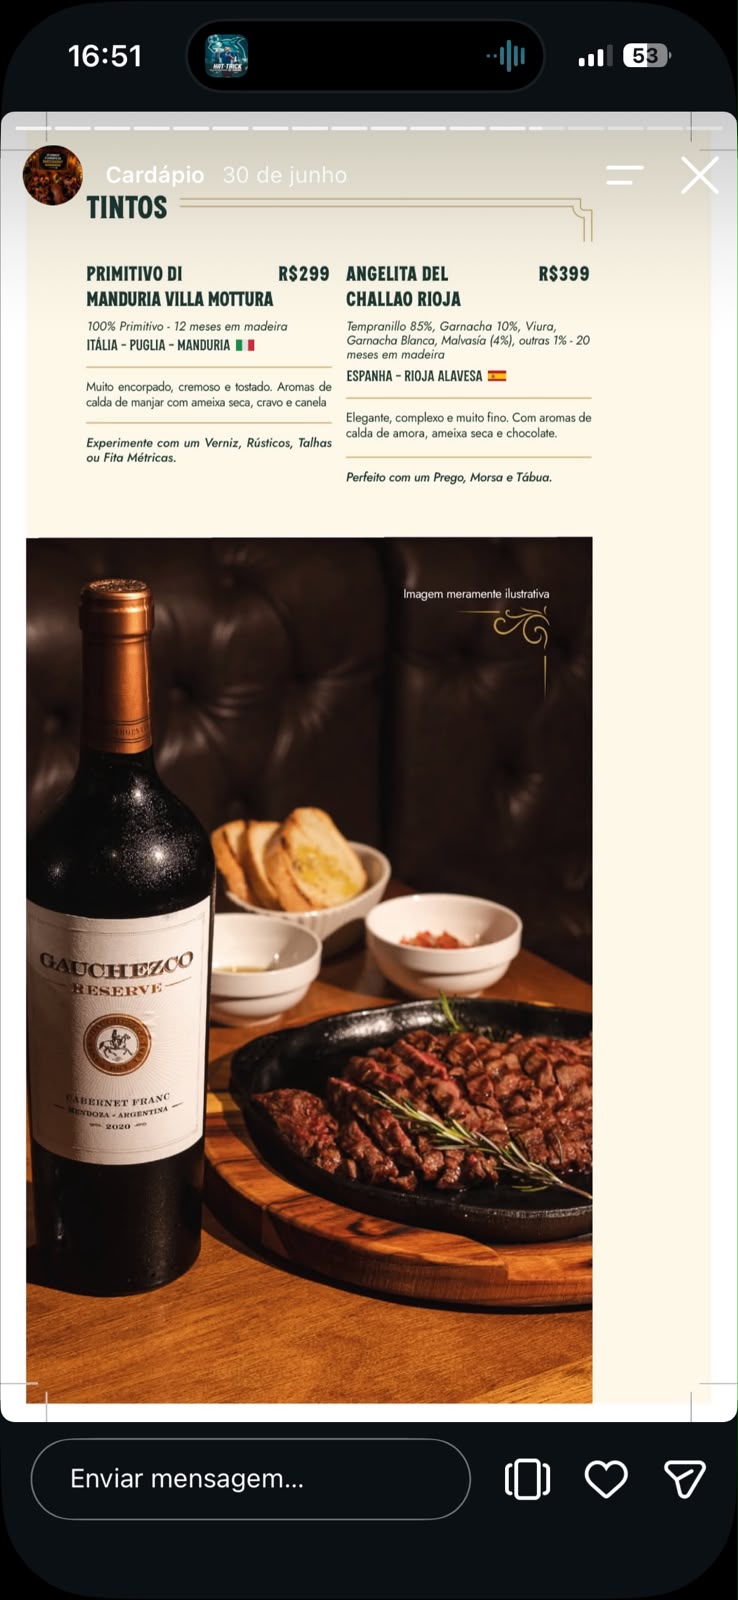 16:51
HAT-TRICK
53
Cardápio 30 de junho
TINTOS
PRIMITIVO DI R$299
MANDURIA VILLA MOTTURA
100% Primitivo - 12 meses em madeira
ITÁLIA - PUGLIA - MANDURIA
Muito encorpado, cremoso e tostado. Aromas de
calda de manjar com ameixa seca, cravo e canela
Experimente com um Verniz, Rústicos, Talhas
ou Fita Métricas.
ANGELITA DEL R$399
CHALLAO RIOJA
Tempranillo 85%, Garnacha 10%, Viura,
Garnacha Blanca, Malvasía (4%), outras 1% - 20
meses em madeira
ESPANHA - RIOJA ALAVESA
Elegante, complexo e muito fino. Com aromas de
calda de amora, ameixa seca e chocolate.
Perfeito com um Prego, Morsa e Tábua.
Imagem meramente ilustrativa
GAUCHEZCO
RESERVE
CABERNET FRANC
MENDOZA - ARGENTINA
2020
Enviar mensagem...